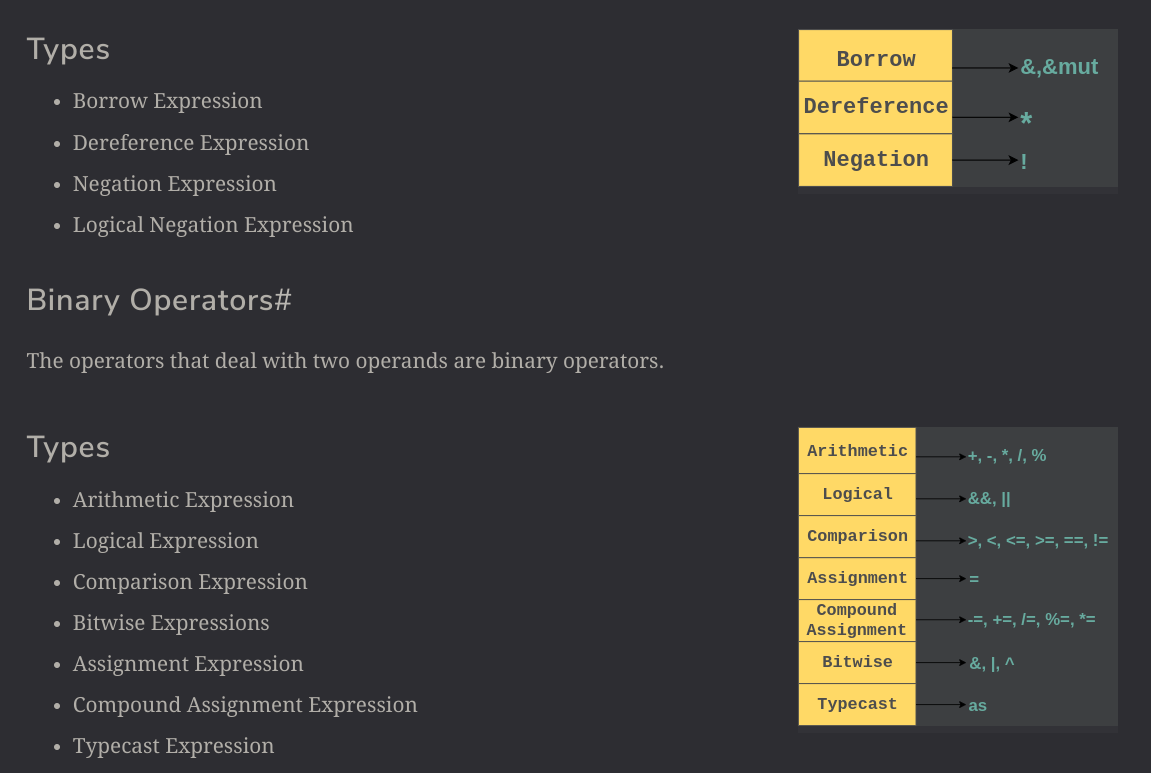 Types
• Borrow Expression
• Dereference Expression
• Negation Expression
• Logical Negation Expression
Borrow
&,&mut
Dereference
*
Negation
!
Binary Operators#
The operators that deal with two operands are binary operators.
Types
• Arithmetic Expression
• Logical Expression
• Comparison Expression
• Bitwise Expressions
• Assignment Expression
• Compound Assignment Expression
• Typecast Expression
Arithmetic
+, -, *, /, %
Logical
&&, ||
Comparison
>, <, <=, >=, ==, !=
Assignment
=
Compound
Assignment
-=, +=, /=, %=, *=
Bitwise
&, |, ^
Typecast
as